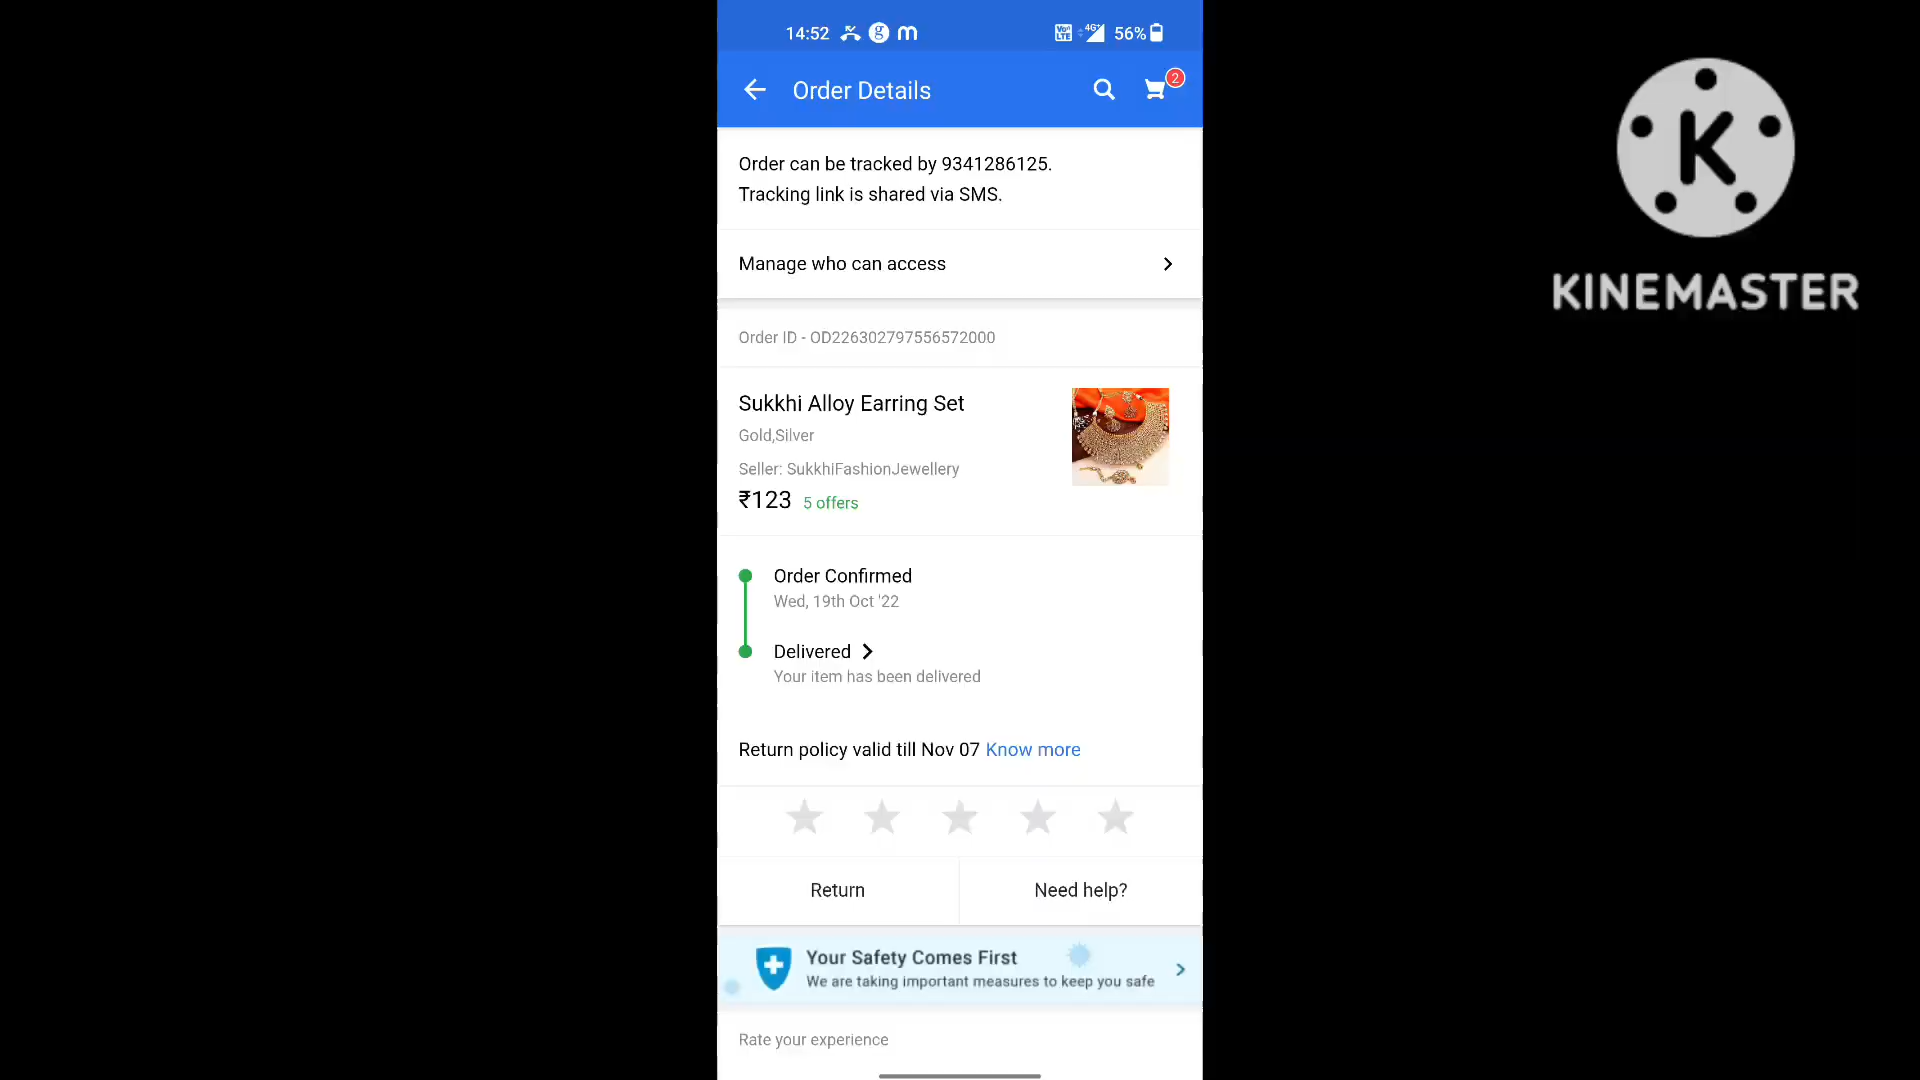 14:52 g m VoLTE 4G+ 56%
Order Details 2
Order can be tracked by 9341286125.
Tracking link is shared via SMS.
Manage who can access
Order ID - OD226302797556572000
Sukkhi Alloy Earring Set
Gold,Silver
Seller: SukkhiFashionJewellery
₹123 5 offers
Order Confirmed
Wed, 19th Oct '22
Delivered
Your item has been delivered
Return policy valid till Nov 07 Know more
Return Need help?
Your Safety Comes First
We are taking important measures to keep you safe
Rate your experience
K
KINEMASTER